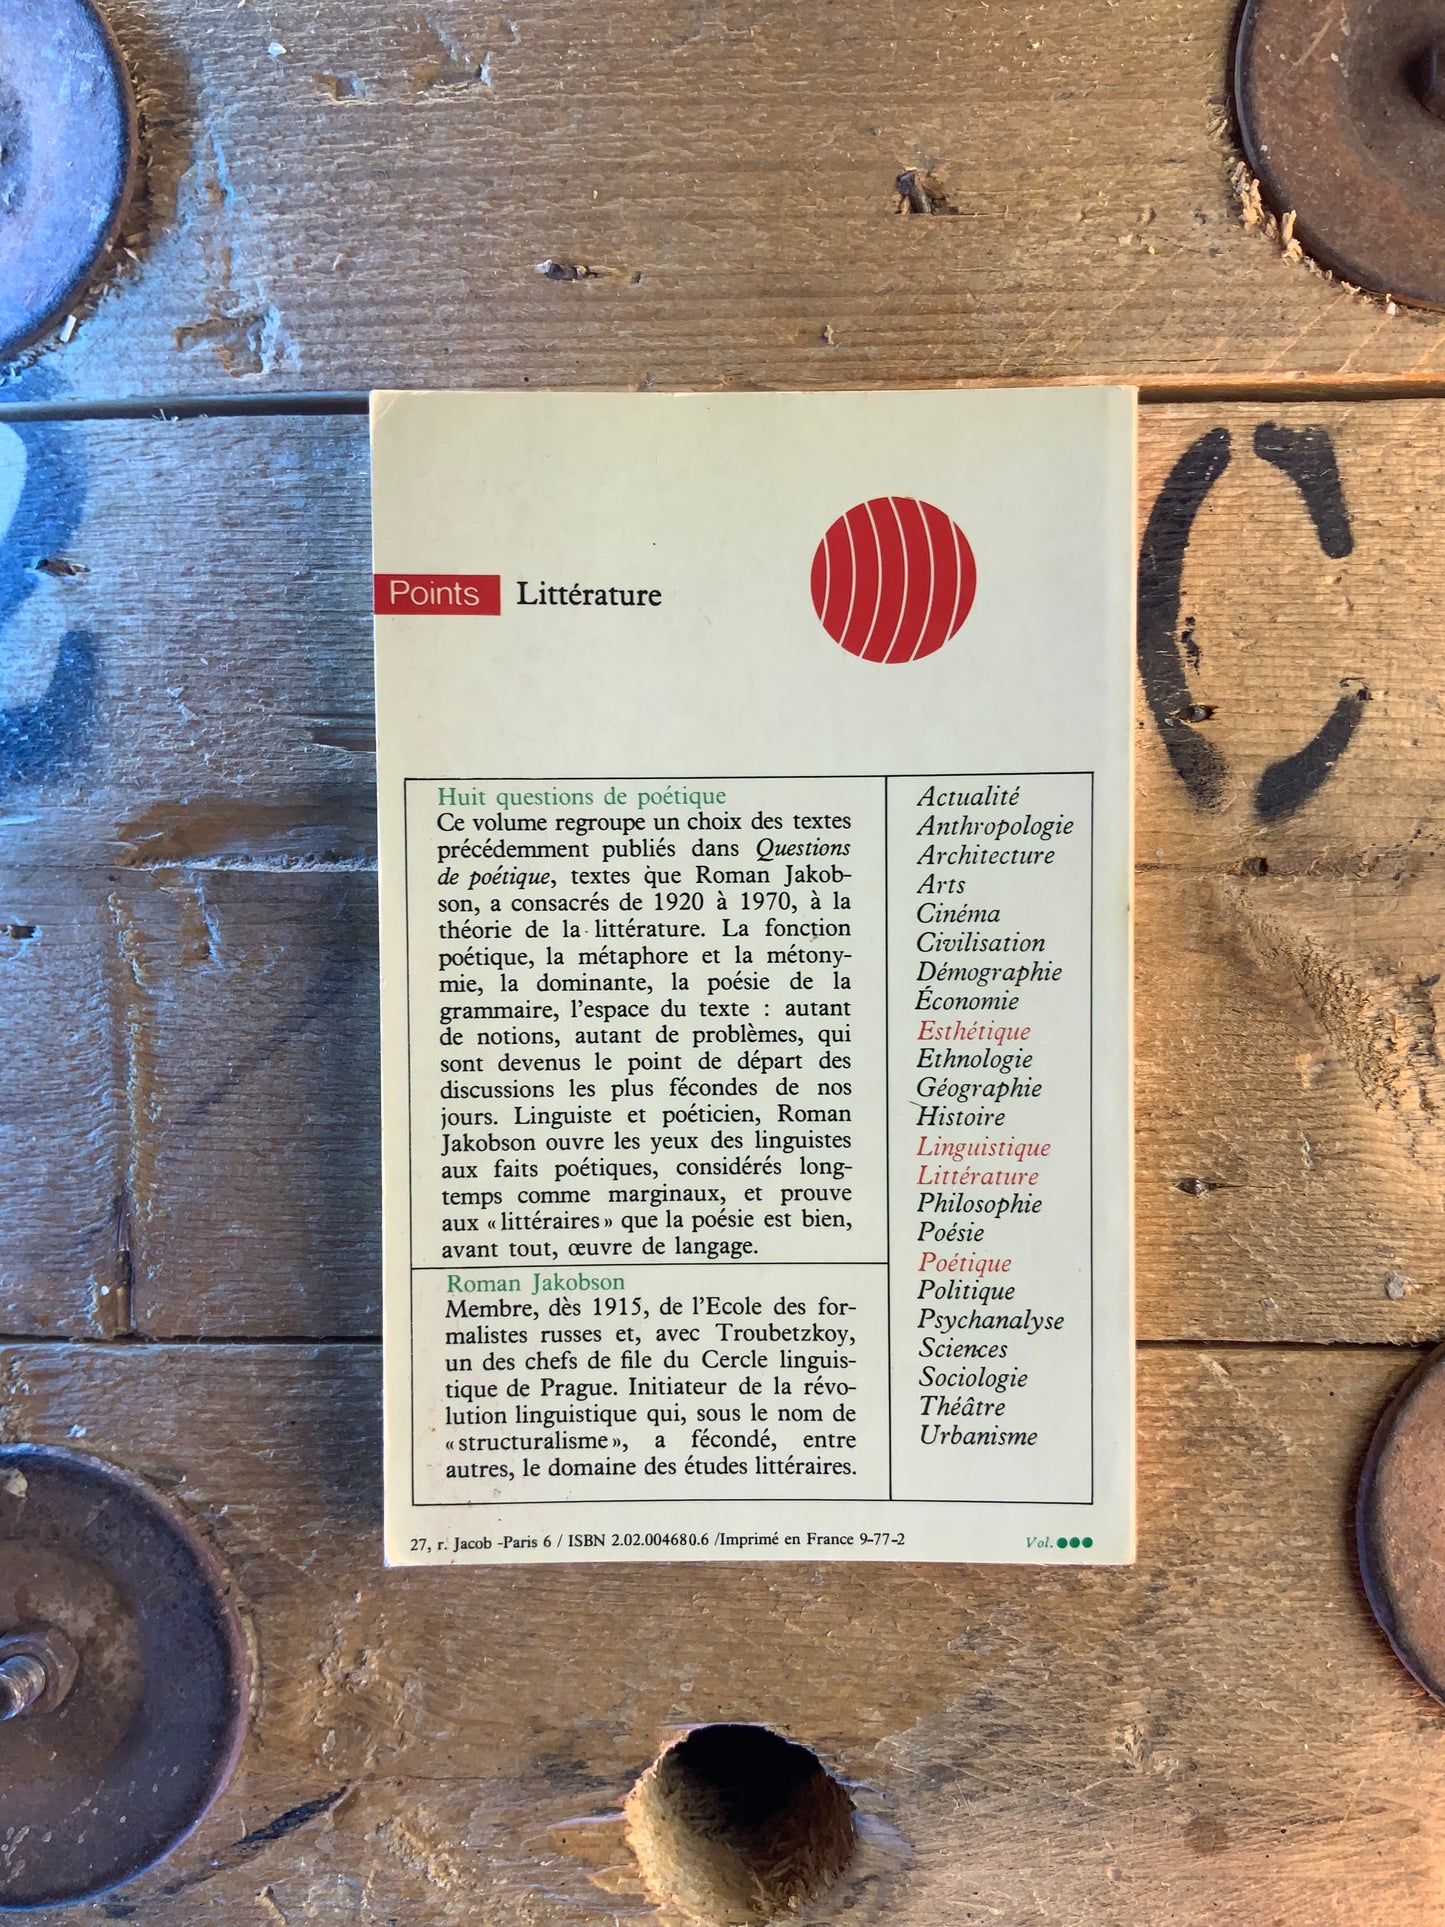 Points Littérature
Huit questions de poétique
Ce volume regroupe un choix des textes
précédemment publiés dans Questions
de poétique, textes que Roman Jakob-
son, a consacrés de 1920 à 1970, à la
théorie de la littérature. La fonction
poétique, la métaphore et la métony-
mie, la dominante, la poésie de la
grammaire, l'espace du texte : autant
de notions, autant de problèmes, qui
sont devenus le point de départ des
discussions les plus fécondes de nos
jours. Linguiste et poéticien, Roman
Jakobson ouvre les yeux des linguistes
aux faits poétiques, considérés long-
temps comme marginaux, et prouve
aux « littéraires » que la poésie est bien,
avant tout, œuvre de langage.
Roman Jakobson
Membre, dès 1915, de l'Ecole des for-
malistes russes et, avec Troubetzkoy,
un des chefs de file du Cercle linguis-
tique de Prague. Initiateur de la révo-
lution linguistique qui, sous le nom de
« structuralisme », a fécondé, entre
autres, le domaine des études littéraires.
Actualité
Anthropologie
Architecture
Arts
Cinéma
Civilisation
Démographie
Économie
Esthétique
Ethnologie
Géographie
Histoire
Linguistique
Littérature
Philosophie
Poésie
Poétique
Politique
Psychanalyse
Sciences
Sociologie
Théâtre
Urbanisme
27, r. Jacob -Paris 6 / ISBN 2.02.004680.6 /Imprimé en France 9-77-2
Vol. ●●●